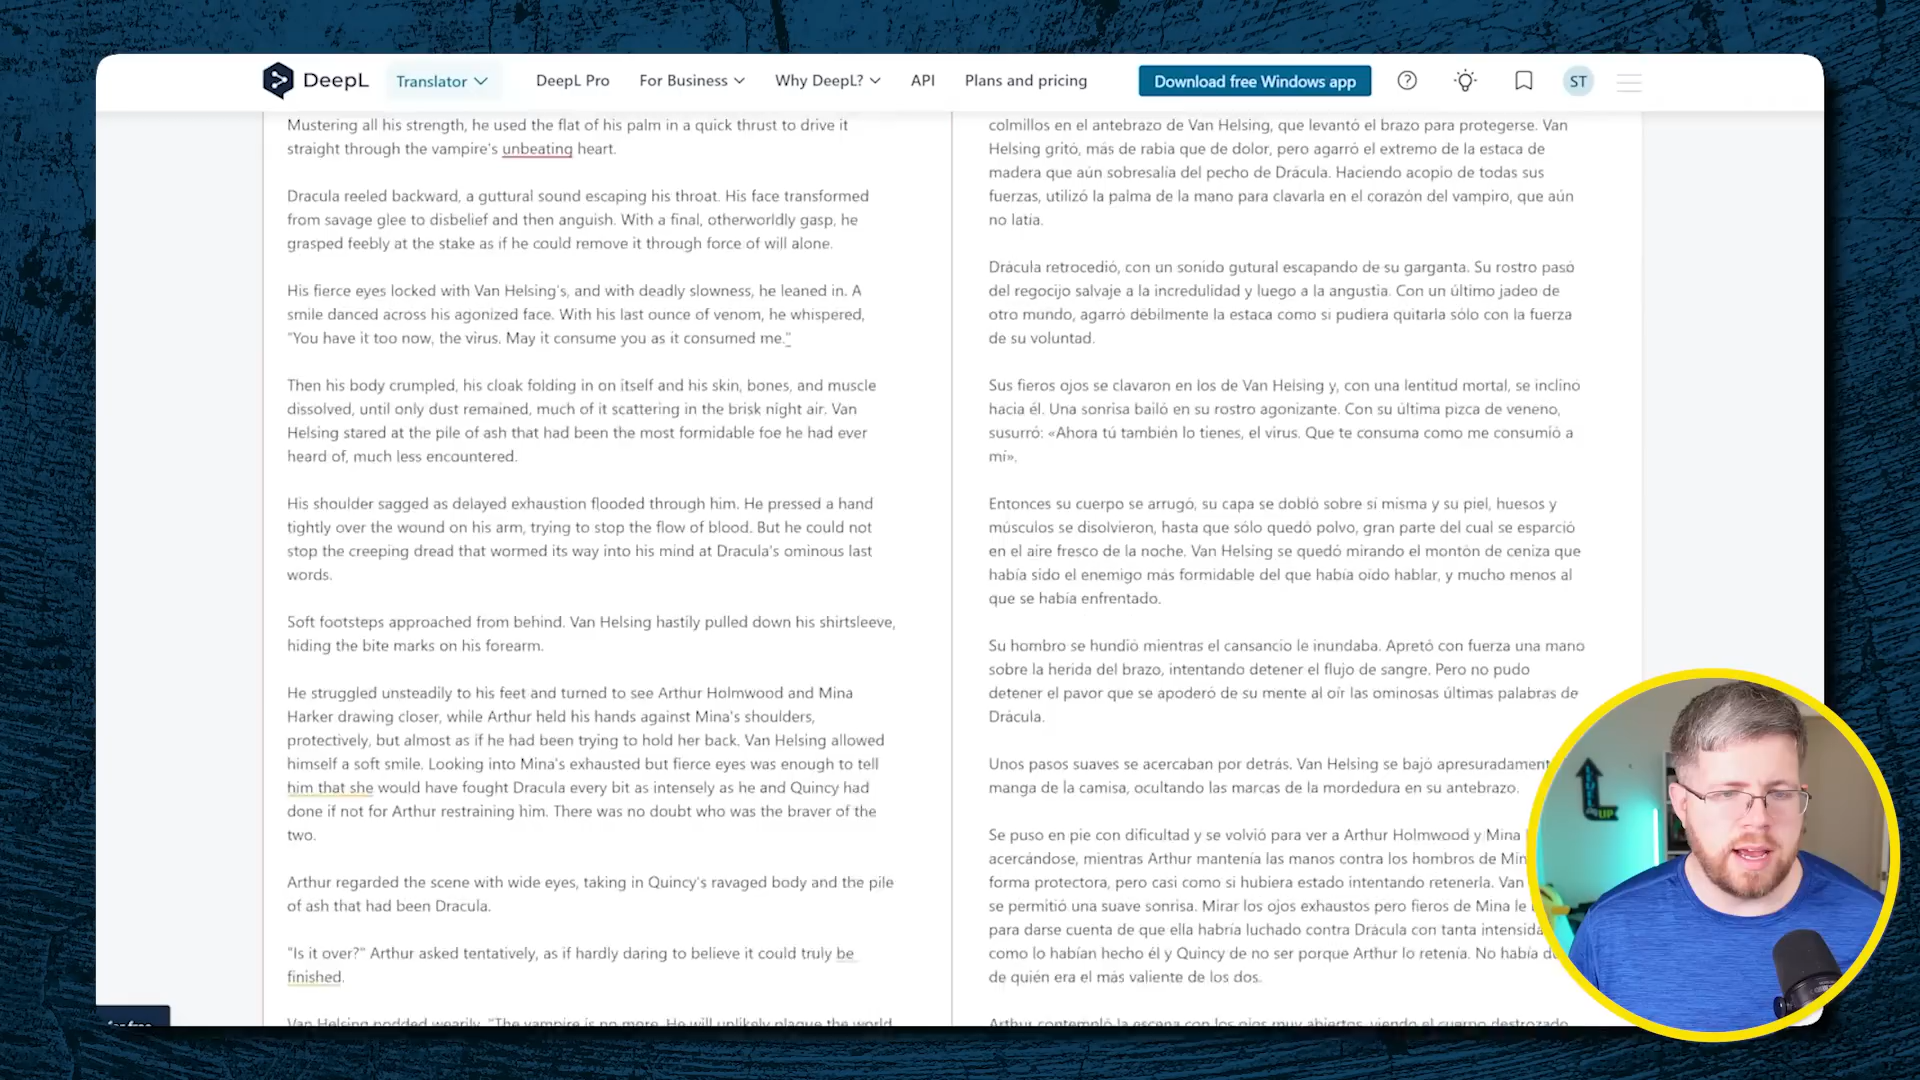 DeepL
Translator
DeepL Pro
For Business
Why DeepL?
API
Plans and pricing
Download free Windows app
ST
Mustering all his strength, he used the flat of his palm in a quick thrust to drive it
straight through the vampire's unbeating heart.
Dracula reeled backward, a guttural sound escaping his throat. His face transformed
from savage glee to disbelief and then anguish. With a final, otherworldly gasp, he
grasped feebly at the stake as if he could remove it through force of will alone.
His fierce eyes locked with Van Helsing's, and with deadly slowness, he leaned in. A
smile danced across his agonized face. With his last ounce of venom, he whispered,
"You have it too now, the virus. May it consume you as it consumed me."
Then his body crumpled, his cloak folding in on itself and his skin, bones, and muscle
dissolved, until only dust remained, much of it scattering in the brisk night air. Van
Helsing stared at the pile of ash that had been the most formidable foe he had ever
heard of, much less encountered.
His shoulder sagged as delayed exhaustion flooded through him. He pressed a hand
tightly over the wound on his arm, trying to stop the flow of blood. But he could not
stop the creeping dread that wormed its way into his mind at Dracula's ominous last
words.
Soft footsteps approached from behind. Van Helsing hastily pulled down his shirtsleeve,
hiding the bite marks on his forearm.
He struggled unsteadily to his feet and turned to see Arthur Holmwood and Mina
Harker drawing closer, while Arthur held his hands against Mina's shoulders,
protectively, but almost as if he had been trying to hold her back. Van Helsing allowed
himself a soft smile. Looking into Mina's exhausted but fierce eyes was enough to tell
him that she would have fought Dracula every bit as intensely as he and Quincy had
done if not for Arthur restraining him. There was no doubt who was the braver of the
two.
Arthur regarded the scene with wide eyes, taking in Quincy's ravaged body and the pile
of ash that had been Dracula.
"Is it over?" Arthur asked tentatively, as if hardly daring to believe it could truly be
finished.
Van Helsing nodded wearily. "The vampire is no more. He will unlikely plague the world
colmillos en el antebrazo de Van Helsing, que levantó el brazo para protegerse. Van
Helsing gritó, más de rabia que de dolor, pero agarró el extremo de la estaca de
madera que aún sobresalía del pecho de Drácula. Haciendo acopio de todas sus
fuerzas, utilizó la palma de la mano para clavarla en el corazón del vampiro, que aún
no latía.
Drácula retrocedió, con un sonido gutural escapando de su garganta. Su rostro pasó
del regocijo salvaje a la incredulidad y luego a la angustia. Con un último jadeo de
otro mundo, agarró débilmente la estaca como si pudiera quitarla sólo con la fuerza
de su voluntad.
Sus fieros ojos se clavaron en los de Van Helsing y, con una lentitud mortal, se inclinó
hacia él. Una sonrisa bailó en su rostro agonizante. Con su última pizca de veneno,
susurró: «Ahora tú también lo tienes, el virus. Que te consuma como me consumió a
mí».
Entonces su cuerpo se arrugó, su capa se dobló sobre sí misma y su piel, huesos y
músculos se disolvieron, hasta que sólo quedó polvo, gran parte del cual se esparció
en el aire fresco de la noche. Van Helsing se quedó mirando el montón de ceniza que
había sido el enemigo más formidable del que había oído hablar, y mucho menos al
que se había enfrentado.
Su hombro se hundió mientras el cansancio le inundaba. Apretó con fuerza una mano
sobre la herida del brazo, intentando detener el flujo de sangre. Pero no pudo
detener el pavor que se apoderó de su mente al oír las ominosas últimas palabras de
Drácula.
Unos pasos suaves se acercaban por detrás. Van Helsing se bajó apresuradament
manga de la camisa, ocultando las marcas de la mordedura en su antebrazo.
Se puso en pie con dificultad y se volvió para ver a Arthur Holmwood y Mina
acercándose, mientras Arthur mantenía las manos contra los hombros de Min
forma protectora, pero casi como si hubiera estado intentando retenerla. Van
se permitió una suave sonrisa. Mirar los ojos exhaustos pero fieros de Mina le
para darse cuenta de que ella habría luchado contra Drácula con tanta intensida
como lo habían hecho él y Quincy de no ser porque Arthur lo retenía. No había d
de quién era el más valiente de los dos.
Arthur contempló la escena con los ojos muy abiertos, viendo el cuerpo destrozado
UP